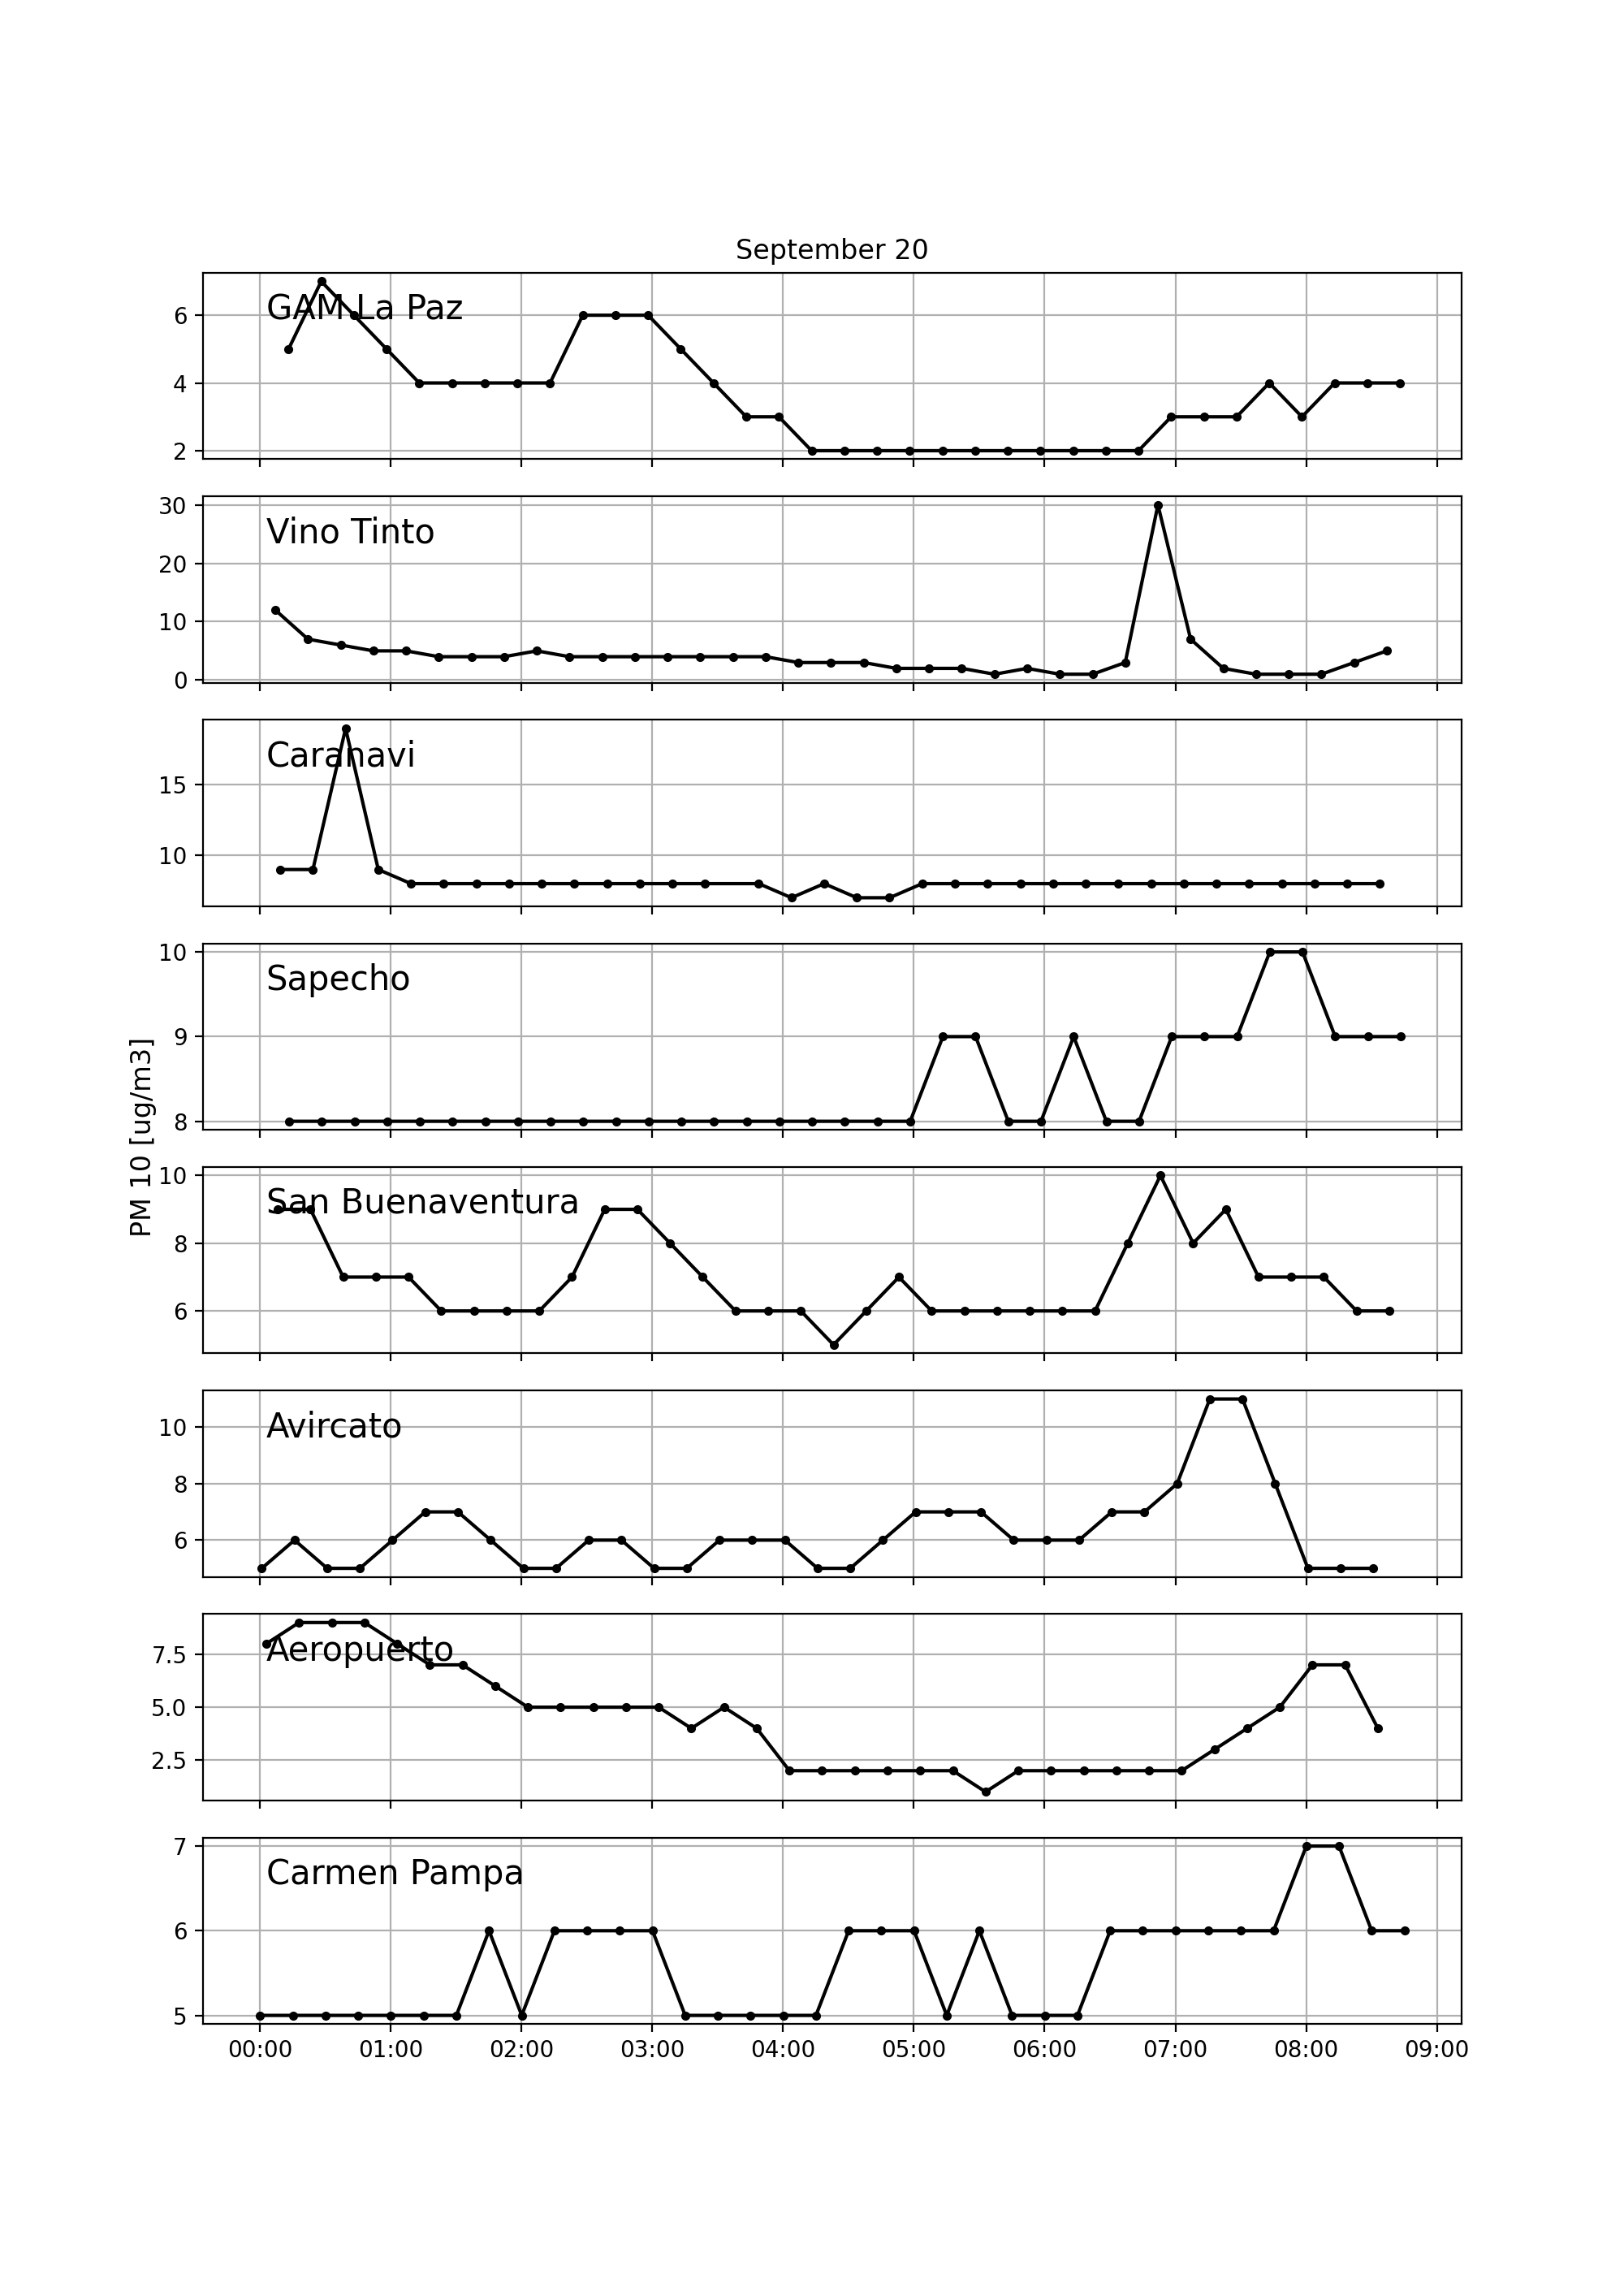 September 20
GAM La Paz
6
4
2
Vino Tinto
30
20
10
0
Caranavi
15
10
Sapecho
10
9
8
PM 10 [ug/m3]
San Buenaventura
10
8
6
Avircato
10
8
6
Aeropuerto
7.5
5.0
2.5
Carmen Pampa
7
6
5
00:00 01:00 02:00 03:00 04:00 05:00 06:00 07:00 08:00 09:00